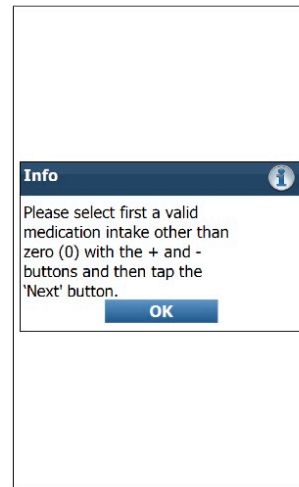 Info
Please select first a valid
medication intake other than
zero (0) with the + and -
buttons and then tap the
'Next' button.
OK